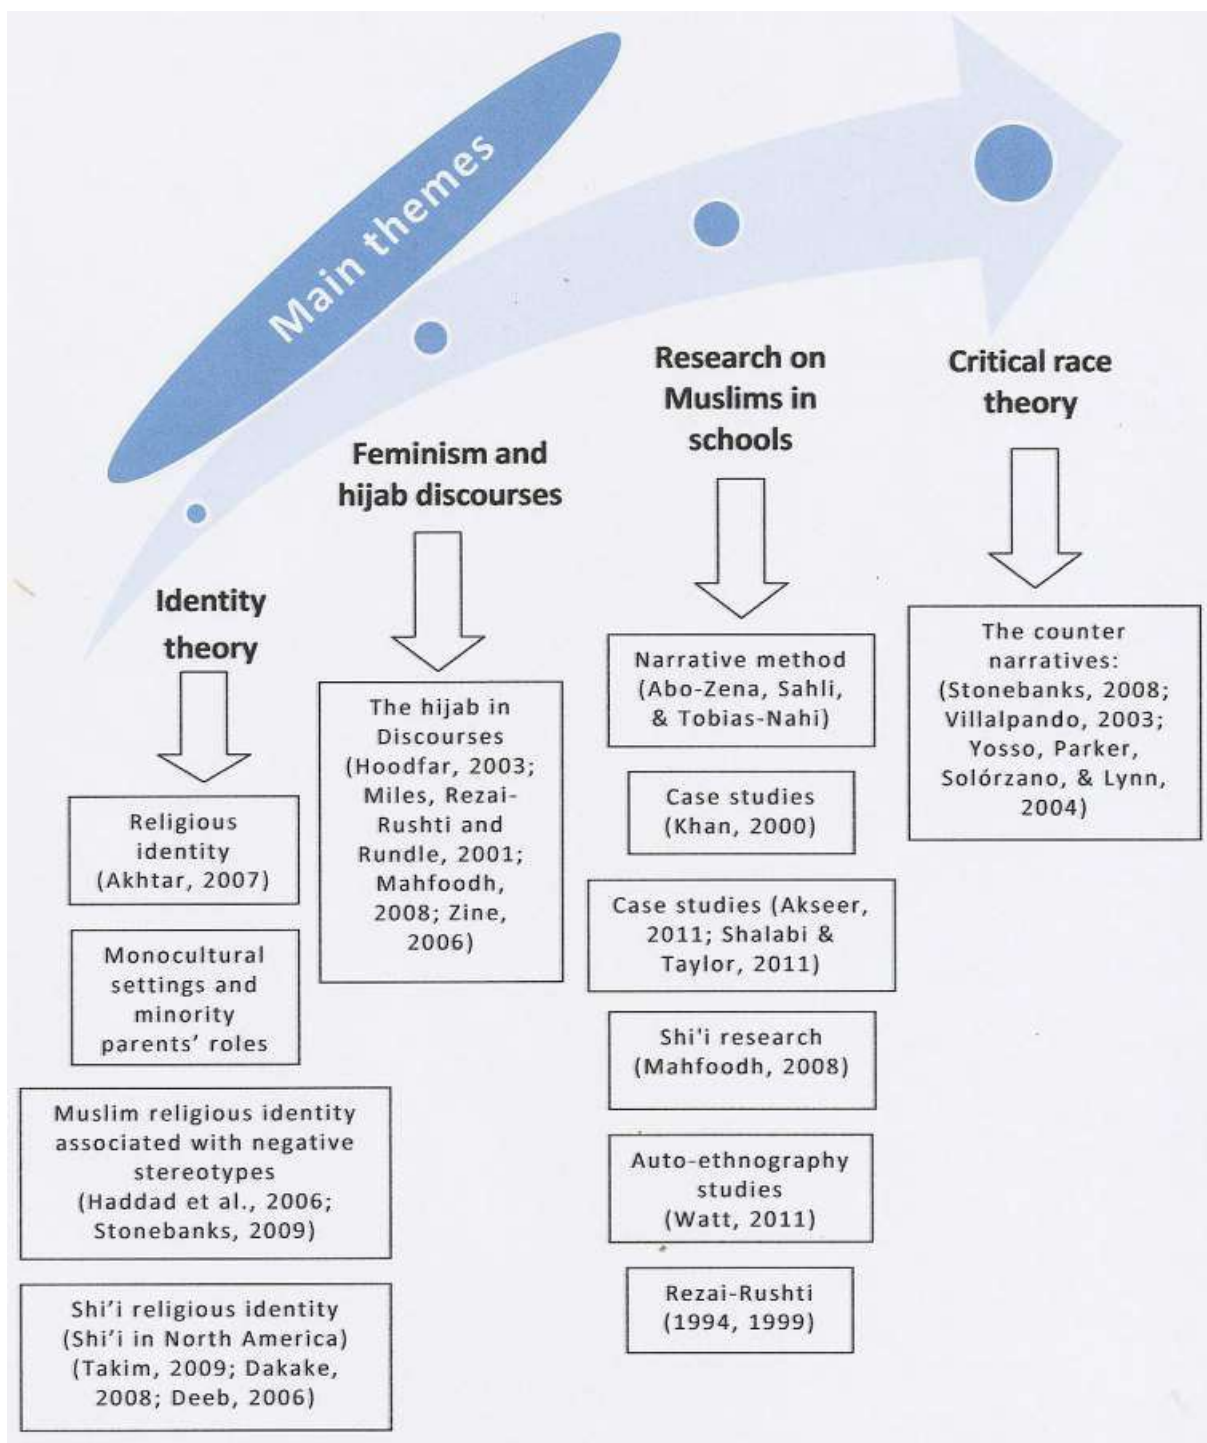 Main themes
Identity
theory
Religious
identity
(Akhtar, 2007)
Monocultural
settings and
minority
parents' roles
Muslim religious identity
associated with negative
stereotypes
(Haddad et al., 2006;
Stonebanks, 2009)
Shi'i religious identity
(Shi'i in North America)
(Takim, 2009; Dakake,
2008; Deeb, 2006)
Feminism and
hijab discourses
The hijab in
Discourses
(Hoodfar, 2003;
Miles, Rezai-
Rushti and
Rundle, 2001;
Mahfoodh,
2008; Zine,
2006)
Research on
Muslims in
schools
Narrative method
(Abo-Zena, Sahli,
& Tobias-Nahi)
Case studies
(Khan, 2000)
Case studies (Akseer,
2011; Shalabi &
Taylor, 2011)
Shi'i research
(Mahfoodh, 2008)
Auto-ethnography
studies
(Watt, 2011)
Rezai-Rushti
(1994, 1999)
Critical race
theory
The counter
narratives:
(Stonebanks, 2008;
Villalpando, 2003;
Yosso, Parker,
Solórzano, & Lynn,
2004)